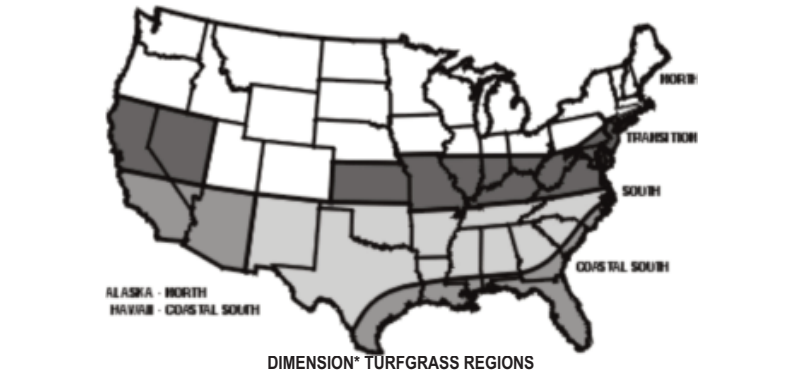 NORTH
TRANSITION
SOUTH
COASTAL SOUTH
ALASKA - NORTH
HAWAII - COASTAL SOUTH
DIMENSION* TURFGRASS REGIONS